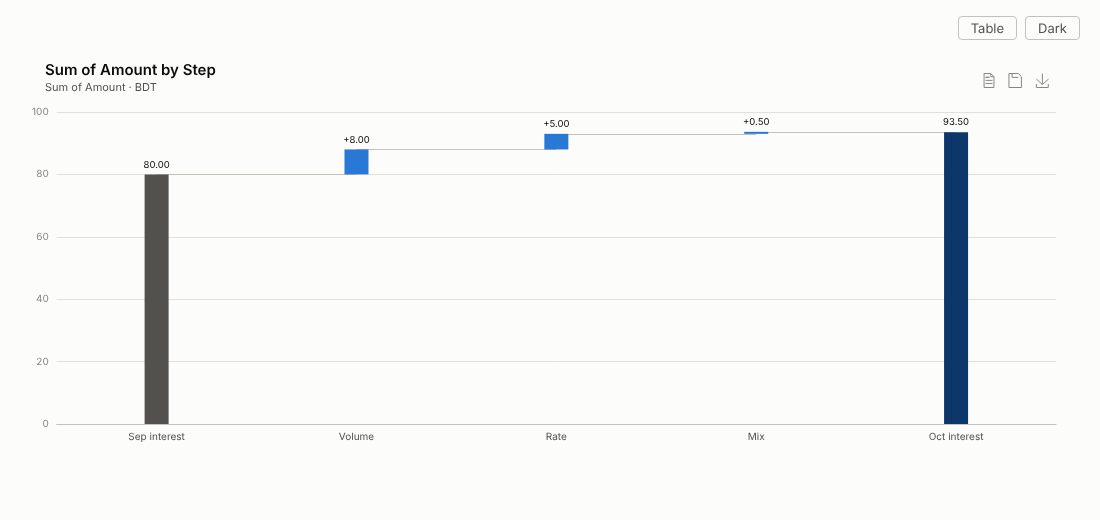 Table Dark
Sum of Amount by Step
Sum of Amount · BDT
100
80
60
40
20
0
80.00
+8.00
+5.00
+0.50
93.50
Sep interest Volume Rate Mix Oct interest